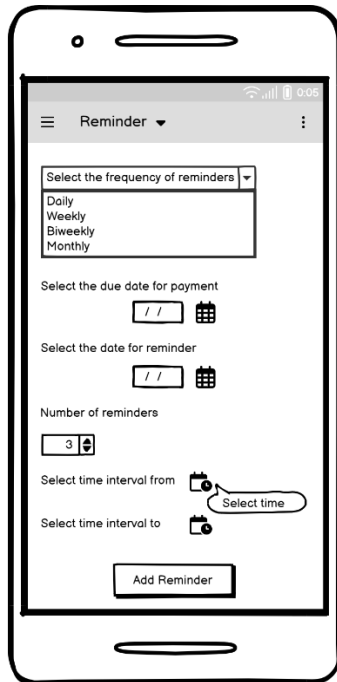 0:05
Reminder
Select the frequency of reminders
Daily
Weekly
Biweekly
Monthly
Select the due date for payment
/ /
Select the date for reminder
/ /
Number of reminders
3
Select time interval from
Select time
Select time interval to
Add Reminder